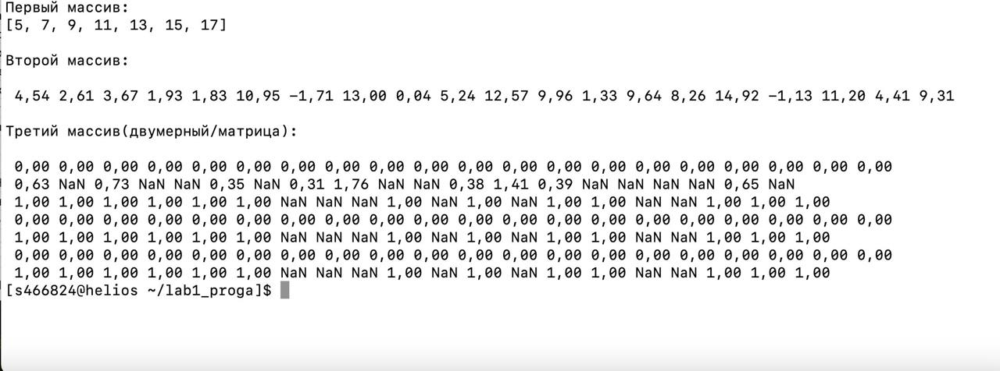 Первый массив:
[5, 7, 9, 11, 13, 15, 17]
Второй массив:
4,54 2,61 3,67 1,93 1,83 10,95 −1,71 13,00 0,04 5,24 12,57 9,96 1,33 9,64 8,26 14,92 −1,13 11,20 4,41 9,31
Третий массив(двумерный/матрица):
0,00 0,00 0,00 0,00 0,00 0,00 0,00 0,00 0,00 0,00 0,00 0,00 0,00 0,00 0,00 0,00 0,00 0,00 0,00 0,00
0,63 NaN 0,73 NaN NaN 0,35 NaN 0,31 1,76 NaN NaN 0,38 1,41 0,39 NaN NaN NaN NaN 0,65 NaN
1,00 1,00 1,00 1,00 1,00 1,00 NaN NaN NaN 1,00 NaN 1,00 NaN 1,00 1,00 NaN NaN 1,00 1,00 1,00
0,00 0,00 0,00 0,00 0,00 0,00 0,00 0,00 0,00 0,00 0,00 0,00 0,00 0,00 0,00 0,00 0,00 0,00 0,00 0,00
1,00 1,00 1,00 1,00 1,00 1,00 NaN NaN NaN 1,00 NaN 1,00 NaN 1,00 1,00 NaN NaN 1,00 1,00 1,00
0,00 0,00 0,00 0,00 0,00 0,00 0,00 0,00 0,00 0,00 0,00 0,00 0,00 0,00 0,00 0,00 0,00 0,00 0,00 0,00
1,00 1,00 1,00 1,00 1,00 1,00 NaN NaN NaN 1,00 NaN 1,00 NaN 1,00 1,00 NaN NaN 1,00 1,00 1,00
[s466824@helios ~/lab1_proga]$